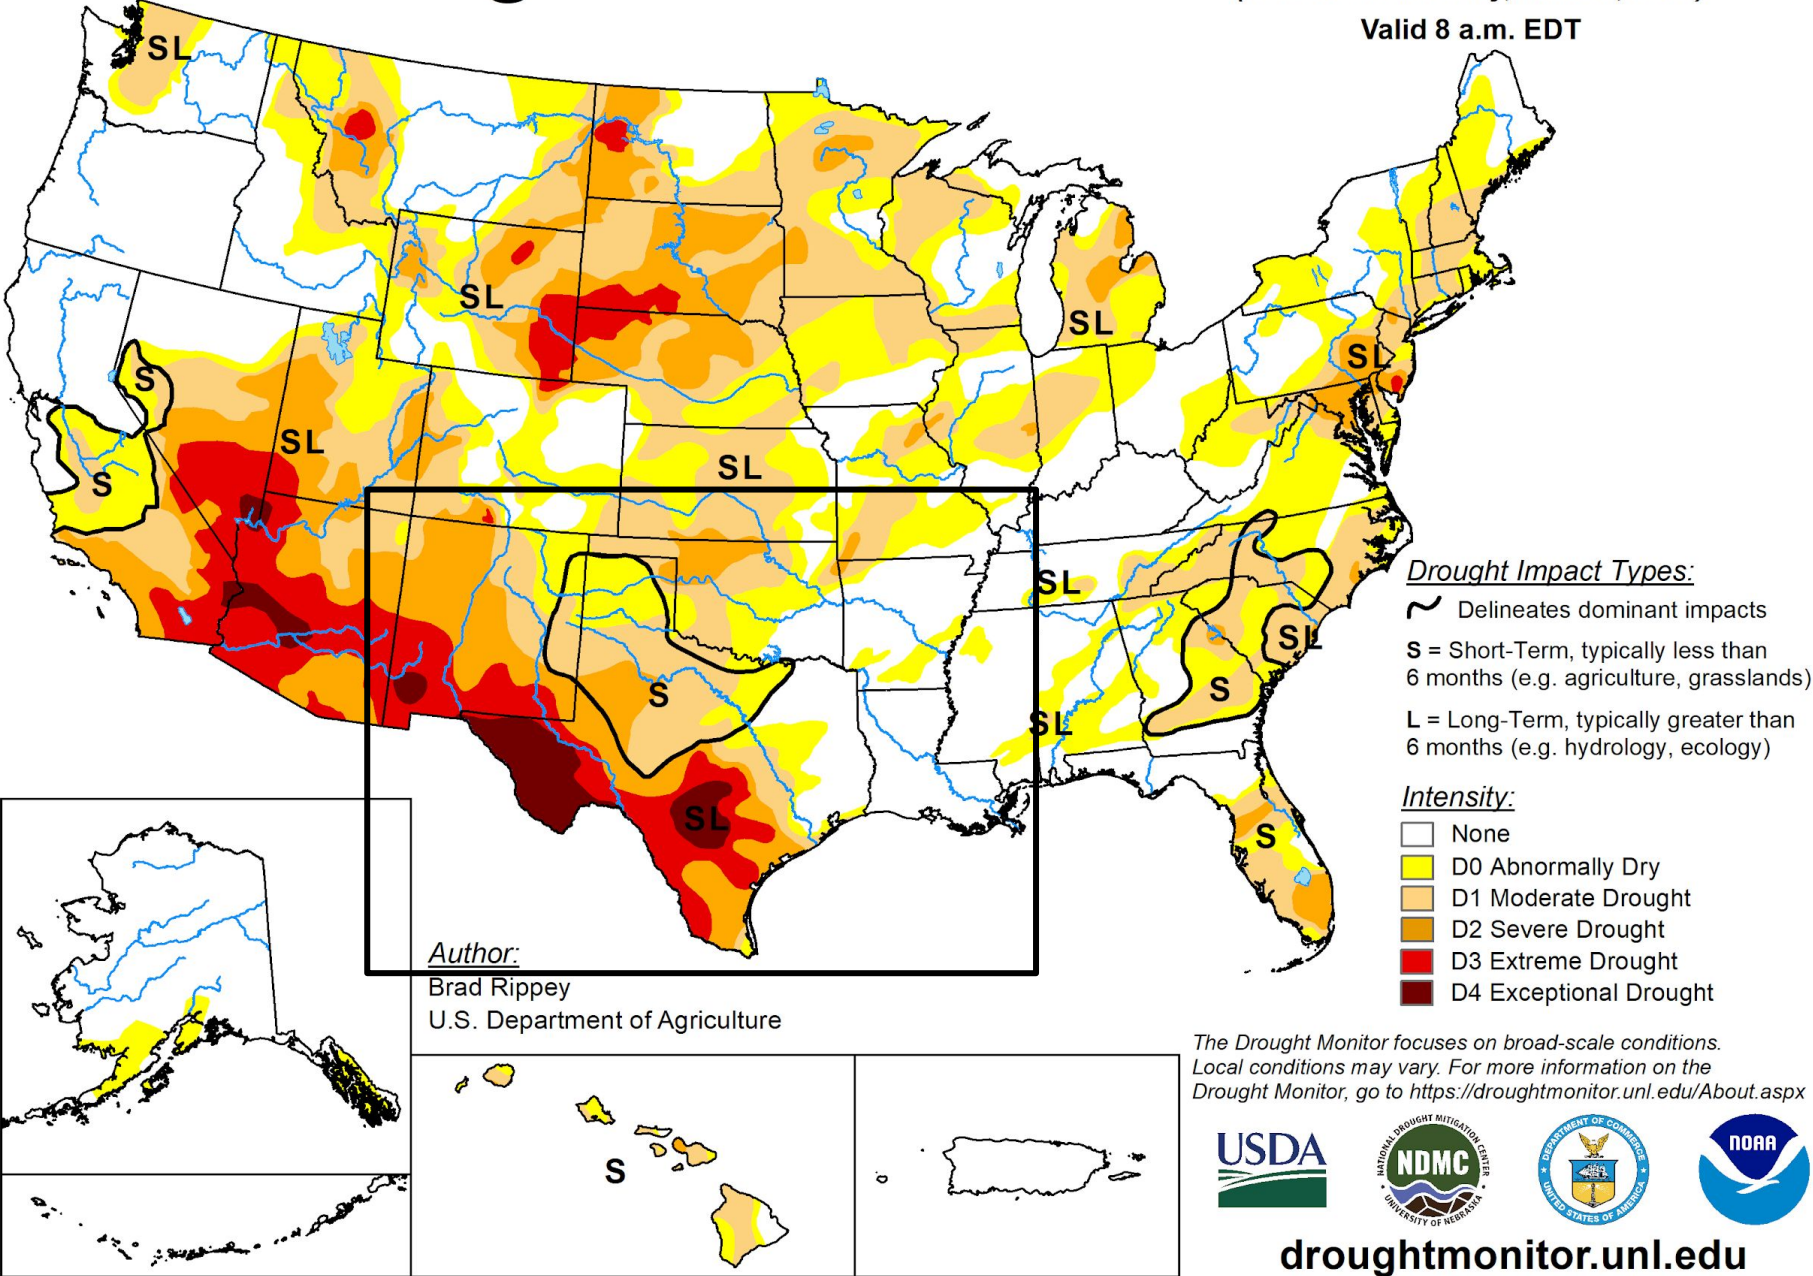 Valid 8 a.m. EDT
SL
SL
SL
S
SL
SL
S
SL
SL
SL
S
SL
S
SL
SL
S
S
Drought Impact Types:
Delineates dominant impacts
S = Short-Term, typically less than
6 months (e.g. agriculture, grasslands)
L = Long-Term, typically greater than
6 months (e.g. hydrology, ecology)
Intensity:
None
D0 Abnormally Dry
D1 Moderate Drought
D2 Severe Drought
D3 Extreme Drought
D4 Exceptional Drought
Author:
Brad Rippey
U.S. Department of Agriculture
The Drought Monitor focuses on broad-scale conditions.
Local conditions may vary. For more information on the
Drought Monitor, go to https://droughtmonitor.unl.edu/About.aspx
USDA
NATIONAL DROUGHT MITIGATION CENTER
NDMC
UNIVERSITY OF NEBRASKA
DEPARTMENT OF COMMERCE
UNITED STATES OF AMERICA
NOAA
droughtmonitor.unl.edu